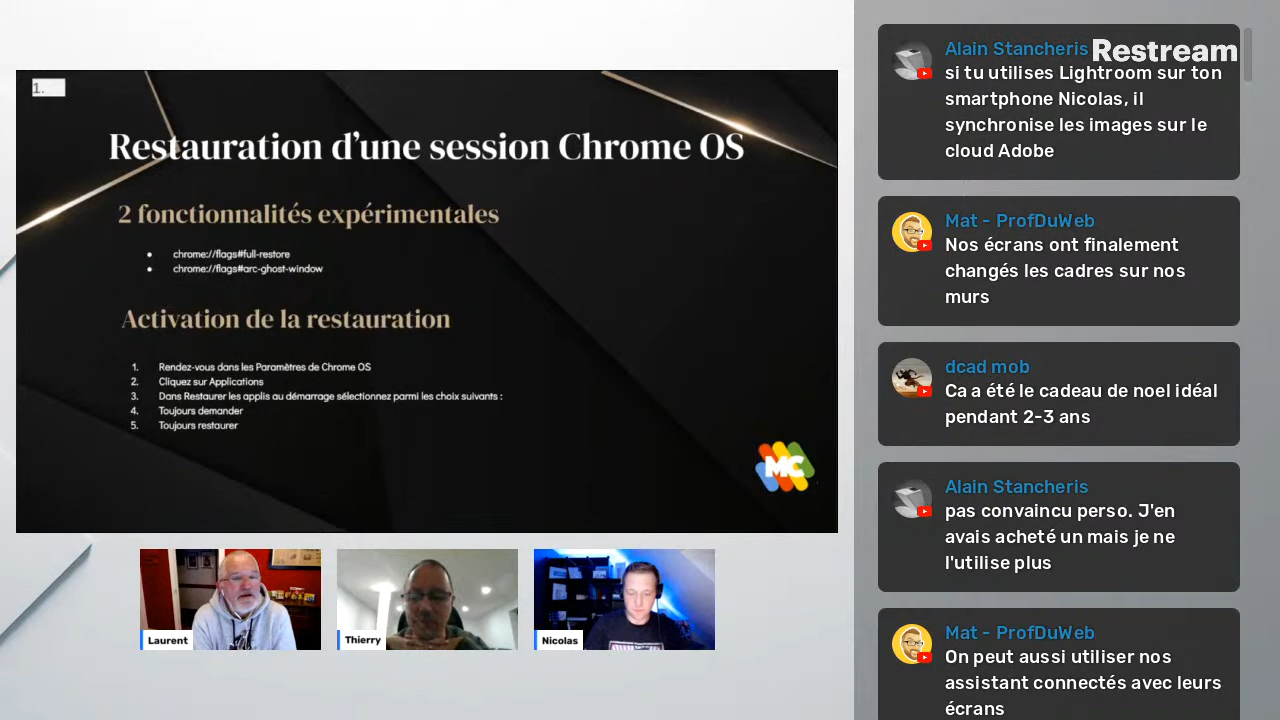 1.
Restauration d'une session Chrome OS
2 fonctionnalités expérimentales
● chrome://flags#full-restore
● chrome://flags#arc-ghost-window
Activation de la restauration
1. Rendez-vous dans les Paramètres de Chrome OS
2. Cliquez sur Applications
3. Dans Restaurer les applis au démarrage sélectionnez parmi les choix suivants :
4. Toujours demander
5. Toujours restaurer
MC
Laurent
Thierry
Nicolas
Restream
Alain Stancheris
si tu utilises Lightroom sur ton
smartphone Nicolas, il
synchronise les images sur le
cloud Adobe
Mat - ProfDuWeb
Nos écrans ont finalement
changés les cadres sur nos
murs
dcad mob
Ca a été le cadeau de noel idéal
pendant 2-3 ans
Alain Stancheris
pas convaincu perso. J'en
avais acheté un mais je ne
l'utilise plus
Mat - ProfDuWeb
On peut aussi utiliser nos
assistant connectés avec leurs
écrans